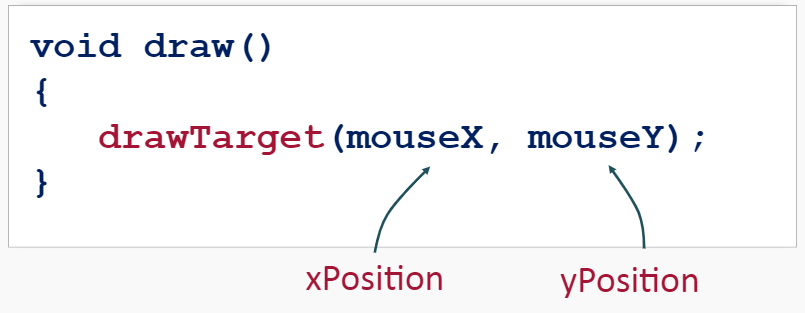 void draw()
{
drawTarget(mouseX, mouseY);
}
xPosition yPosition